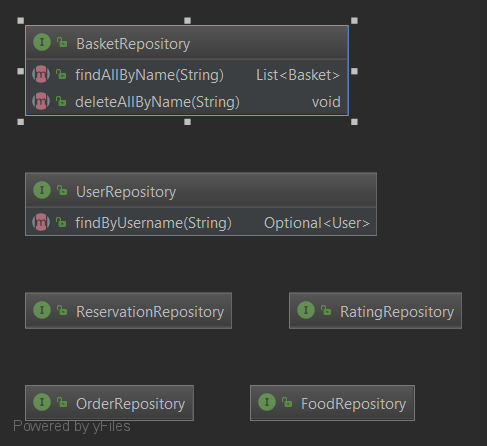 BasketRepository
findAllByName(String) List<Basket>
deleteAllByName(String) void
UserRepository
findByUsername(String) Optional<User>
ReservationRepository RatingRepository
OrderRepository FoodRepository
Powered by yFiles